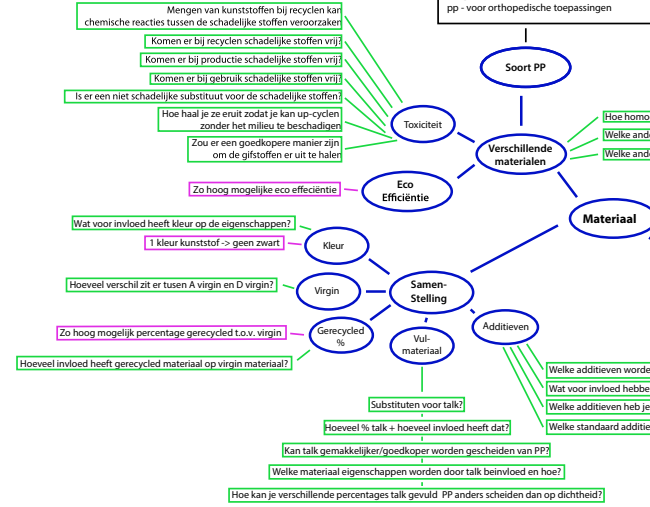 pp - voor orthopedische toepassingen
Mengen van kunststoffen bij recyclen kan
chemische reacties tussen de schadelijke stoffen veroorzaken
Komen er bij recyclen schadelijke stoffen vrij?
Komen er bij productie schadelijke stoffen vrij?
Komen er bij gebruik schadelijke stoffen vrij?
Is er een niet schadelijke substituut voor de schadelijke stoffen?
Hoe haal je ze eruit zodat je kan up-cyclen
zonder het milieu te beschadigen
Zou er een goedkopere manier zijn
om de gifstoffen er uit te halen
Soort PP
Toxiciteit
Verschillende
materialen
Hoe homo
Welke and
Welke and
Eco
Efficiëntie
Zo hoog mogelijke eco effeciëntie
Materiaal
Wat voor invloed heeft kleur op de eigenschappen?
1 kleur kunststof -> geen zwart
Kleur
Hoeveel verschil zit er tusen A virgin en D virgin?
Virgin
Samen-
Stelling
Zo hoog mogelijk percentage gerecycled t.o.v. virgin
Hoeveel invloed heeft gerecycled materiaal op virgin materiaal?
Gerecycled
%
Vul-
materiaal
Additieven
Welke additieven worde
Wat voor invloed hebbe
Welke additieven heb je
Welke standaard additie
Substituten voor talk?
Hoeveel % talk + hoeveel invloed heeft dat?
Kan talk gemakkelijker/goedkoper worden gescheiden van PP?
Welke materiaal eigenschappen worden door talk beinvloed en hoe?
Hoe kan je verschillende percentages talk gevuld PP anders scheiden dan op dichtheid?